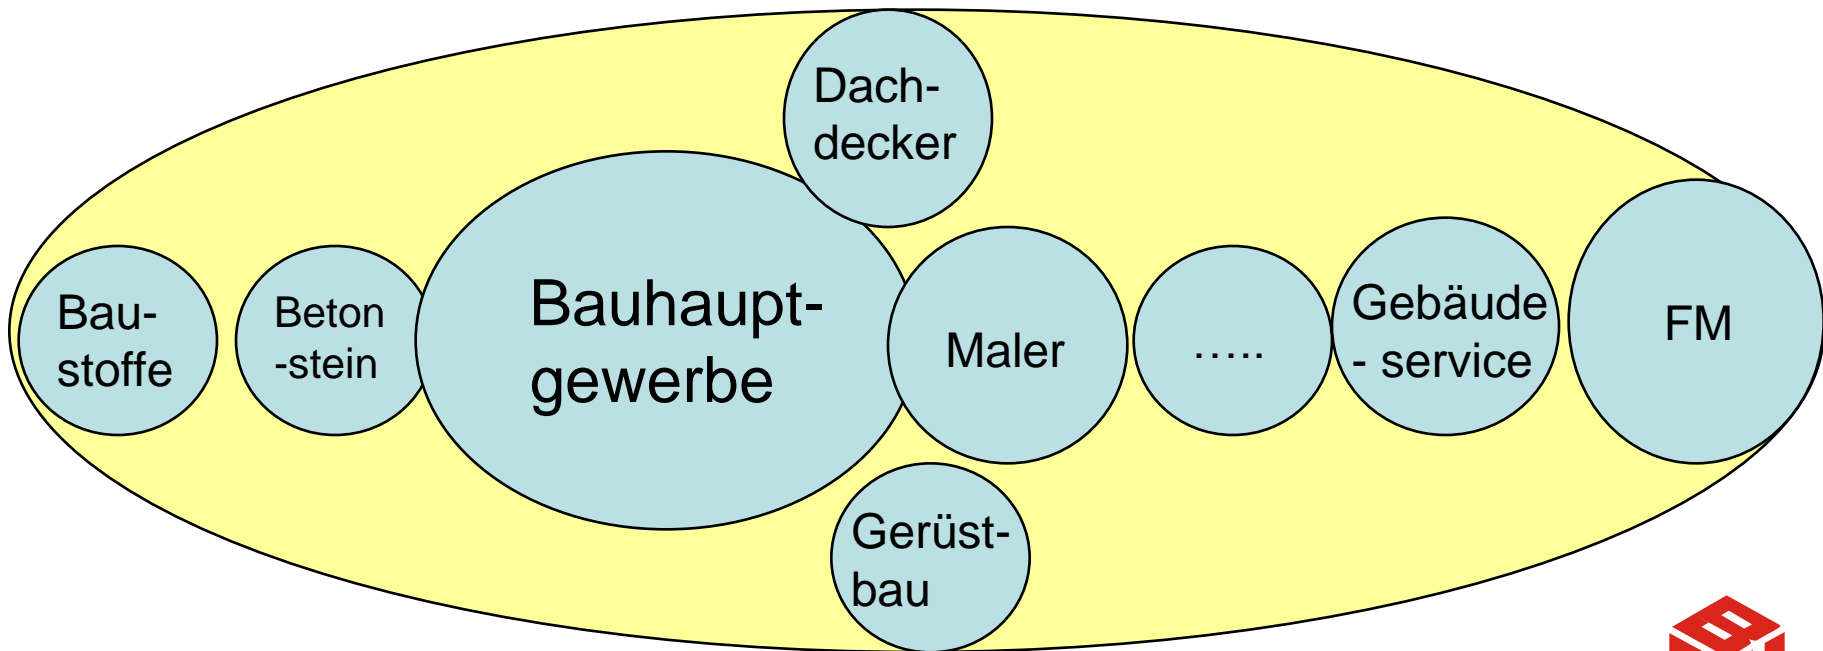 Dach-
decker
Bau-
stoffe
Beton
-stein
Bauhaupt-
gewerbe
Maler
…..
Gebäude
- service
FM
Gerüst-
bau